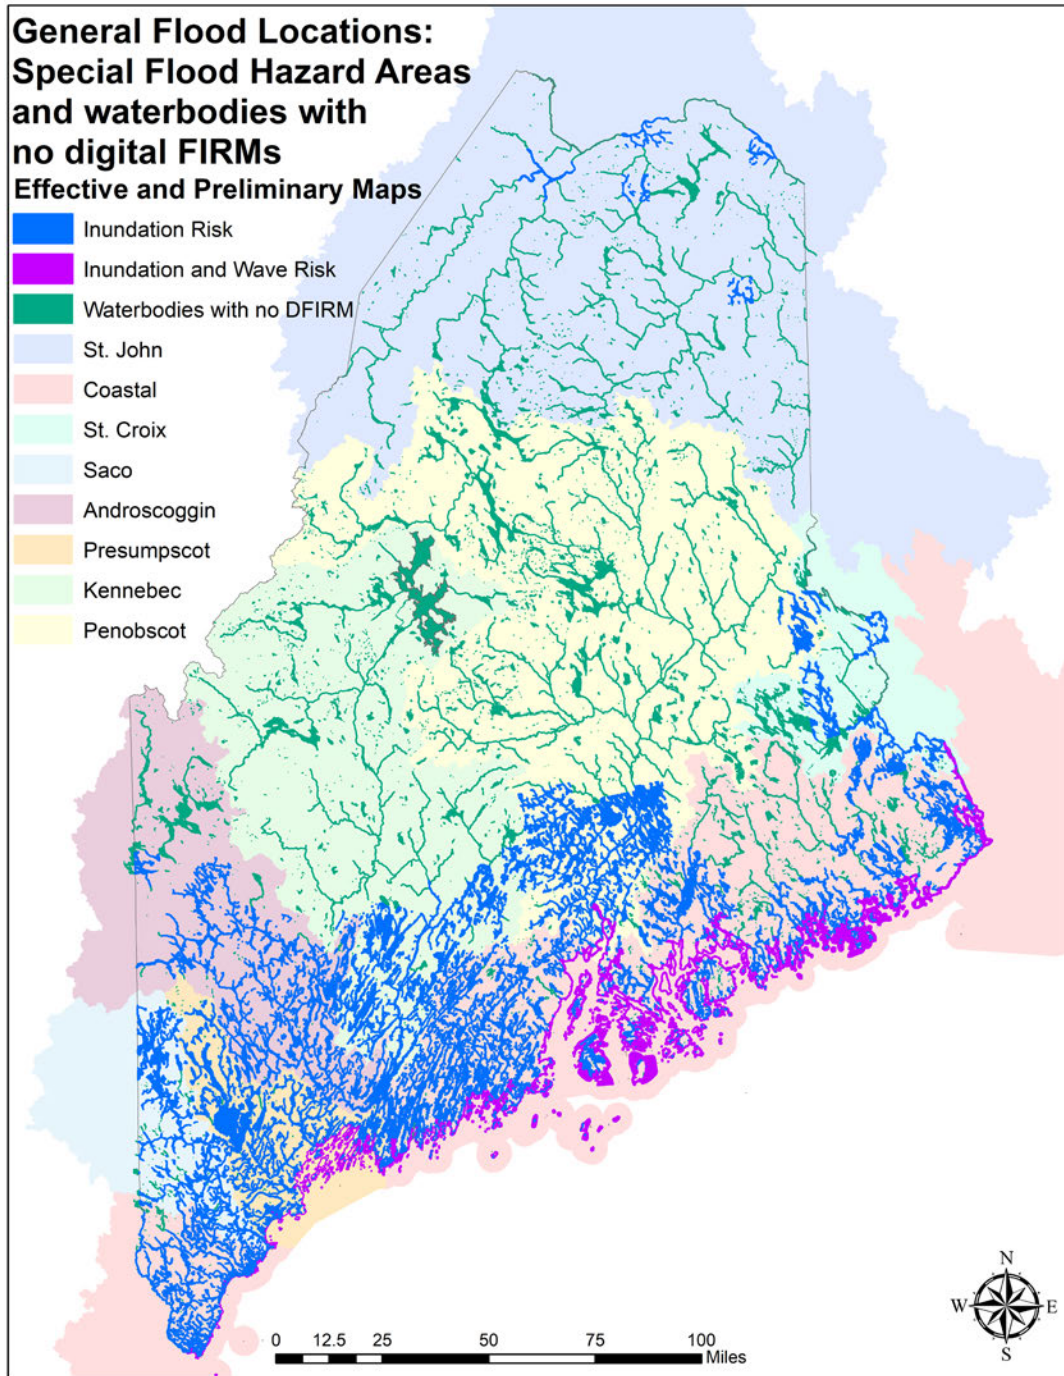 General Flood Locations:
Special Flood Hazard Areas
and waterbodies with
no digital FIRMs
Effective and Preliminary Maps
Inundation Risk
Inundation and Wave Risk
Waterbodies with no DFIRM
St. John
Coastal
St. Croix
Saco
Androscoggin
Presumpscot
Kennebec
Penobscot
N
W E
S
0 12.5 25 50 75 100
Miles